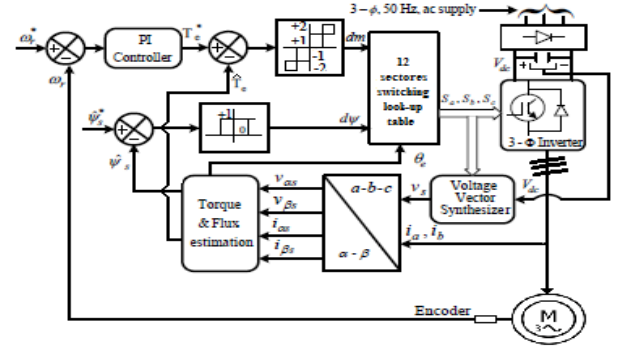 3-ϕ, 50 Hz, ac supply
ω*r
PI
Controller
T*e
+2
+1
-1
-2
dm
12
sectores
switching
look-up
table
Vdc
+
-
ωr
T̂e
Sa, Sb, Sc
3-Φ Inverter
ψ̂*s
+1
0
dψ
ψ̂s
θe
Vdc
Torque
& Flux
estimation
vαs
vβs
iαs
iβs
a-b-c
α-β
vs
Voltage
Vector
Synthesizer
ia, ib
Encoder
M
3~